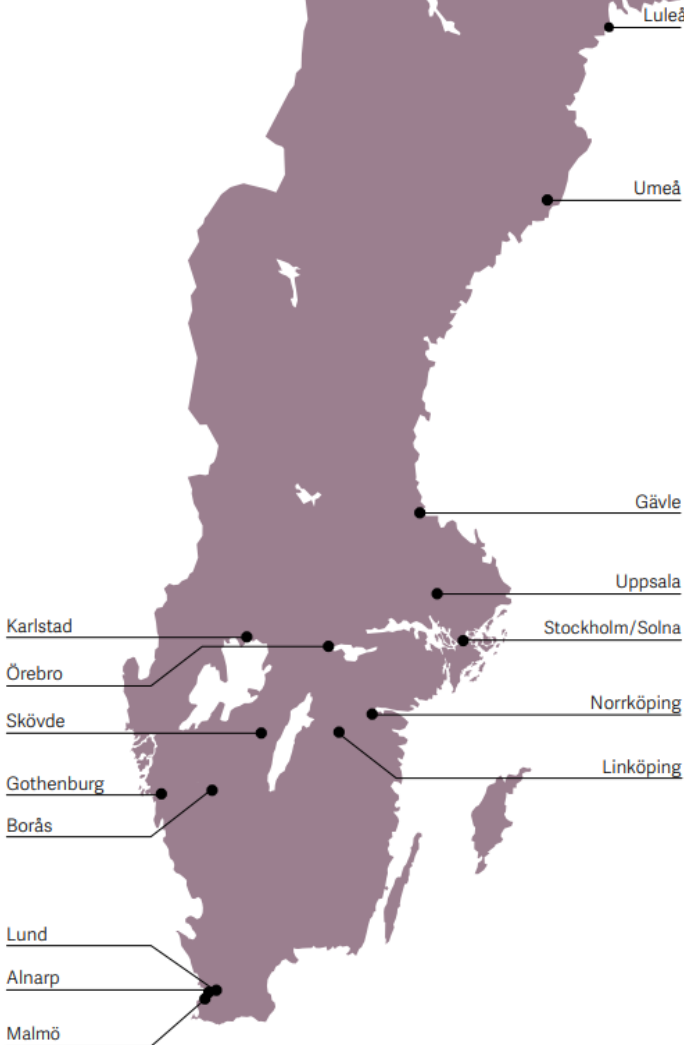 Luleå
Umeå
Gävle
Uppsala
Karlstad
Stockholm/Solna
Örebro
Norrköping
Skövde
Linköping
Gothenburg
Borås
Lund
Alnarp
Malmö